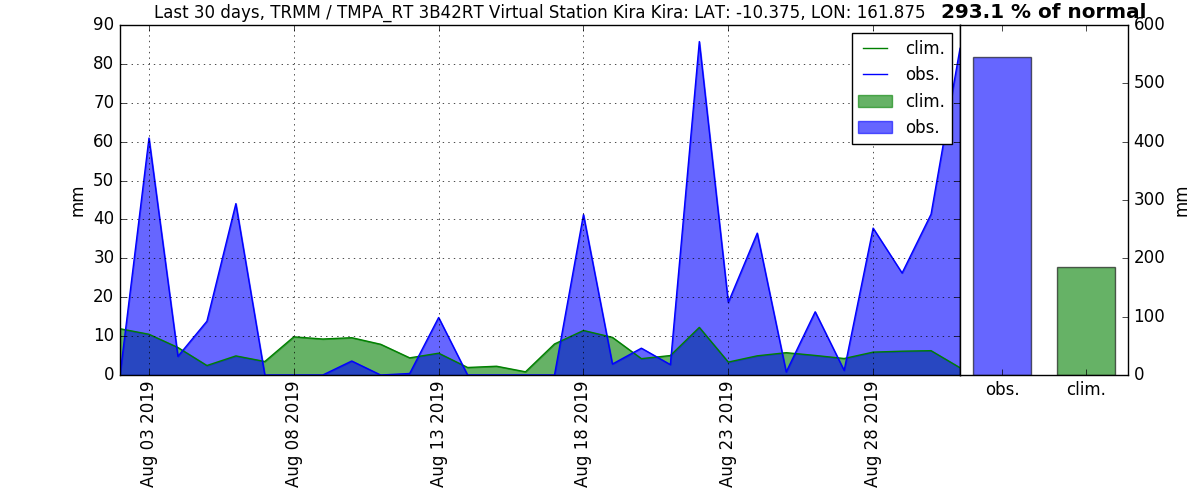 Last 30 days, TRMM / TMPA_RT 3B42RT Virtual Station Kira Kira: LAT: -10.375, LON: 161.875 293.1 % of normal
90
80
70
60
50
40
30
20
10
0
mm
clim.
obs.
clim.
obs.
600
500
400
300
200
100
0
mm
Aug 03 2019
Aug 08 2019
Aug 13 2019
Aug 18 2019
Aug 23 2019
Aug 28 2019
obs. clim.